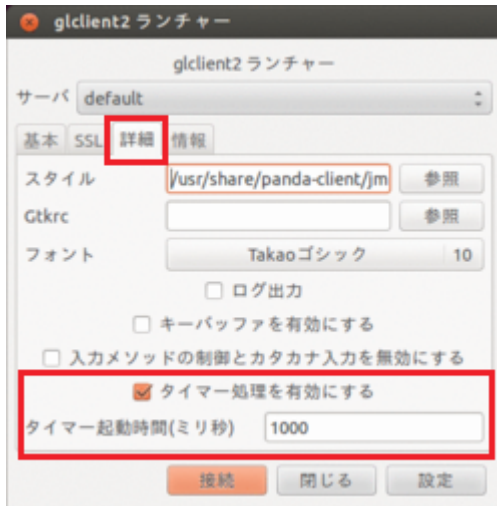 glclient2 ランチャー
glclient2 ランチャー
サーバ default
基本 SSL 詳細 情報
スタイル /usr/share/panda-client/jm 参照
Gtkrc 参照
フォント Takaoゴシック 10
ログ出力
キーバッファを有効にする
入力メソッドの制御とカタカナ入力を無効にする
タイマー処理を有効にする
タイマー起動時間(ミリ秒) 1000
接続 閉じる 設定